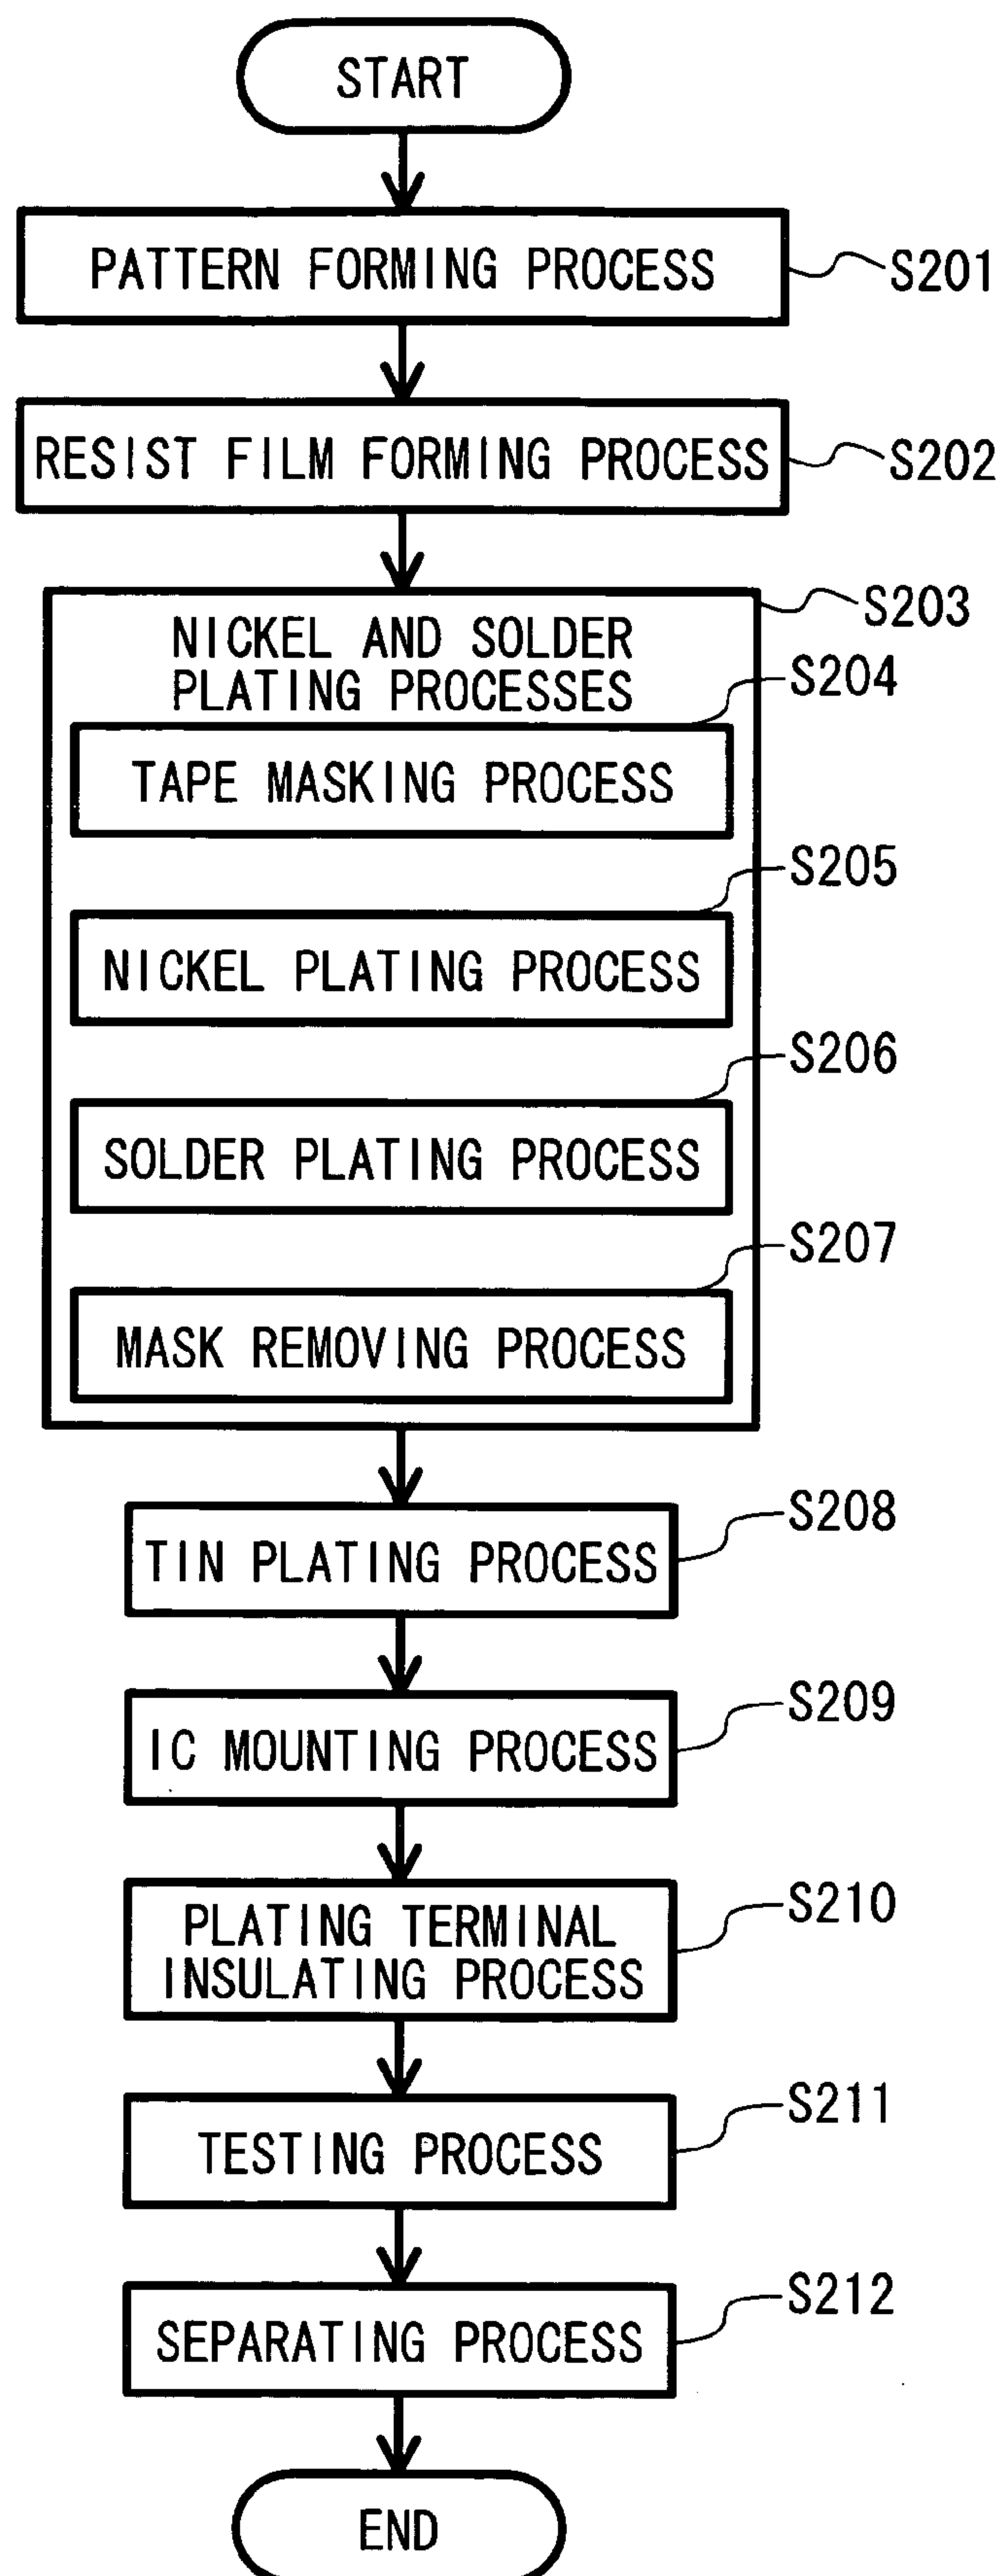 START
PATTERN FORMING PROCESS
S201
RESIST FILM FORMING PROCESS
S202
NICKEL AND SOLDER
PLATING PROCESSES
S203
S204
TAPE MASKING PROCESS
S205
NICKEL PLATING PROCESS
S206
SOLDER PLATING PROCESS
S207
MASK REMOVING PROCESS
S208
TIN PLATING PROCESS
S209
IC MOUNTING PROCESS
S210
PLATING TERMINAL
INSULATING PROCESS
S211
TESTING PROCESS
S212
SEPARATING PROCESS
END